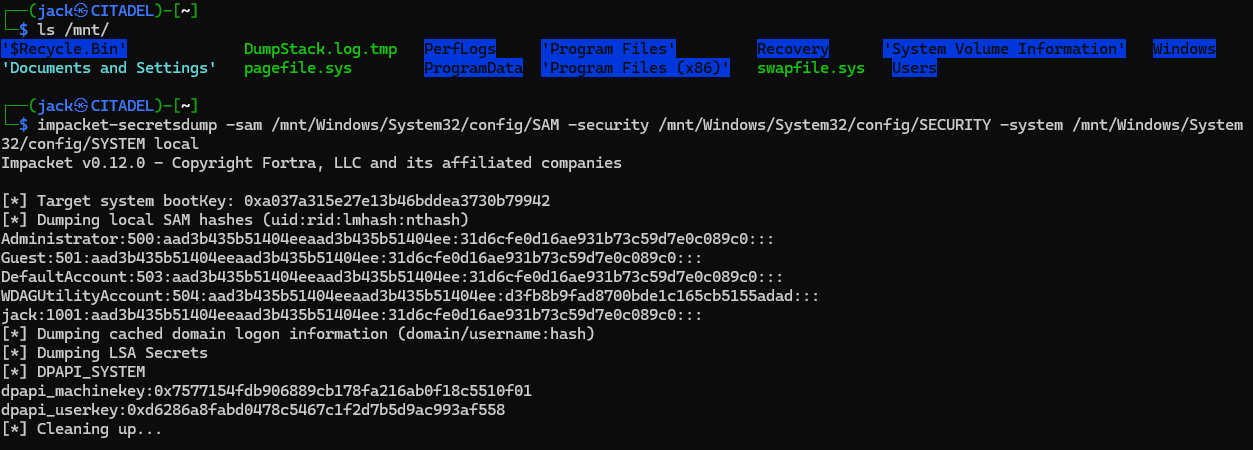 ┌──(jack㉿CITADEL)-[~]
└─$ ls /mnt/
'$Recycle.Bin' DumpStack.log.tmp PerfLogs 'Program Files' Recovery 'System Volume Information' Windows
'Documents and Settings' pagefile.sys ProgramData 'Program Files (x86)' swapfile.sys Users
┌──(jack㉿CITADEL)-[~]
└─$ impacket-secretsdump -sam /mnt/Windows/System32/config/SAM -security /mnt/Windows/System32/config/SECURITY -system /mnt/Windows/System
32/config/SYSTEM local
Impacket v0.12.0 - Copyright Fortra, LLC and its affiliated companies
[*] Target system bootKey: 0xa037a315e27e13b46bddea3730b79942
[*] Dumping local SAM hashes (uid:rid:lmhash:nthash)
Administrator:500:aad3b435b51404eeaad3b435b51404ee:31d6cfe0d16ae931b73c59d7e0c089c0:::
Guest:501:aad3b435b51404eeaad3b435b51404ee:31d6cfe0d16ae931b73c59d7e0c089c0:::
DefaultAccount:503:aad3b435b51404eeaad3b435b51404ee:31d6cfe0d16ae931b73c59d7e0c089c0:::
WDAGUtilityAccount:504:aad3b435b51404eeaad3b435b51404ee:d3fb8b9fad8700bde1c165cb5155adad:::
jack:1001:aad3b435b51404eeaad3b435b51404ee:31d6cfe0d16ae931b73c59d7e0c089c0:::
[*] Dumping cached domain logon information (domain/username:hash)
[*] Dumping LSA Secrets
[*] DPAPI_SYSTEM
dpapi_machinekey:0x7577154fdb906889cb178fa216ab0f18c5510f01
dpapi_userkey:0xd6286a8fabd0478c5467c1f2d7b5d9ac993af558
[*] Cleaning up...